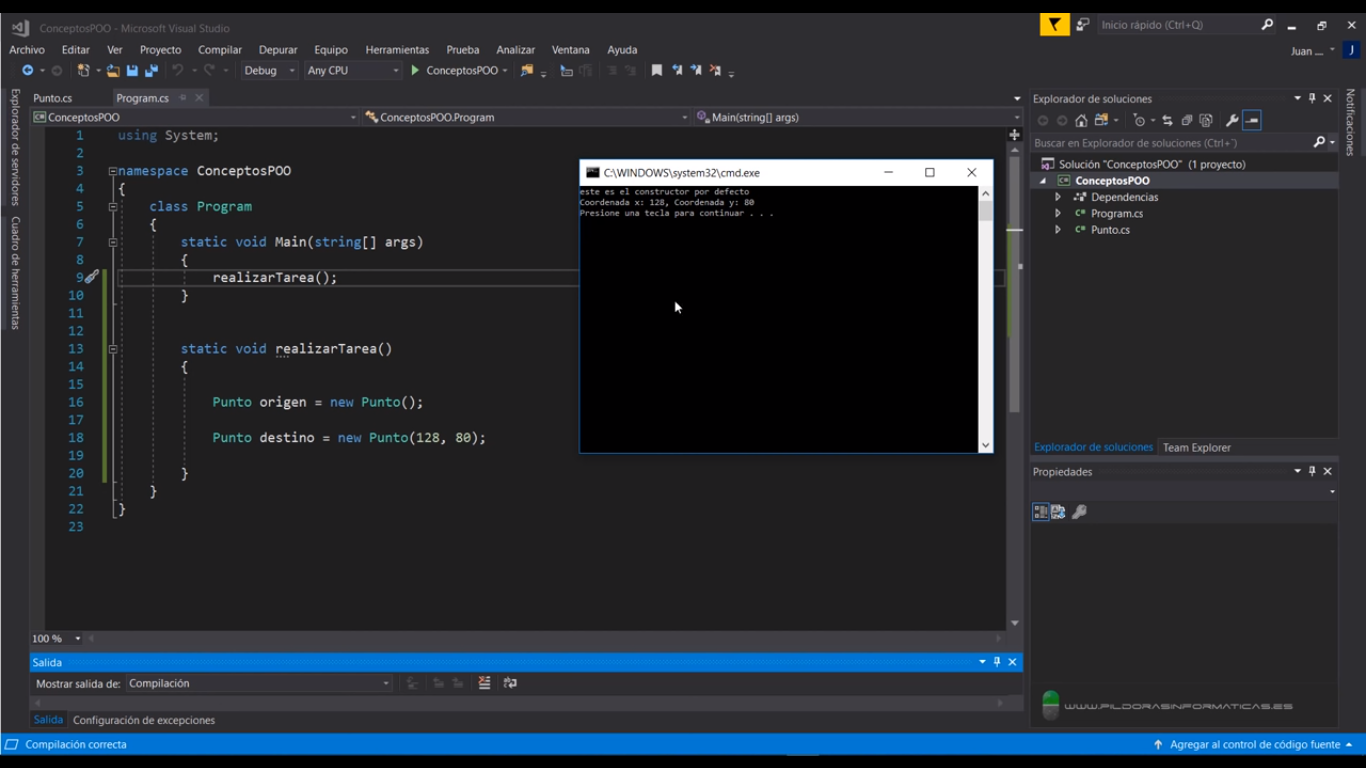 ConceptosPOO - Microsoft Visual Studio
Inicio rápido (Ctrl+Q)
Archivo Editar Ver Proyecto Compilar Depurar Equipo Herramientas Prueba Analizar Ventana Ayuda
Juan ... J
Debug Any CPU ConceptosPOO
Explorador de servidores
Cuadro de herramientas
Punto.cs Program.cs
ConceptosPOO ConceptosPOO.Program Main(string[] args)
1 using System;
2
3 namespace ConceptosPOO
4 {
5 class Program
6 {
7 static void Main(string[] args)
8 {
9 realizarTarea();
10 }
11
12
13 static void realizarTarea()
14 {
15
16 Punto origen = new Punto();
17
18 Punto destino = new Punto(128, 80);
19
20 }
21 }
22 }
23
C:\WINDOWS\system32\cmd.exe
este es el constructor por defecto
Coordenada x: 128, Coordenada y: 80
Presione una tecla para continuar . . .
Explorador de soluciones
Buscar en Explorador de soluciones (Ctrl+¨)
Solución "ConceptosPOO" (1 proyecto)
ConceptosPOO
Dependencias
C# Program.cs
C# Punto.cs
Explorador de soluciones Team Explorer
Propiedades
Notificaciones
100 %
Salida
Mostrar salida de: Compilación
Salida Configuración de excepciones
WWW.PILDORASINFORMATICAS.ES
Compilación correcta
Agregar al control de código fuente